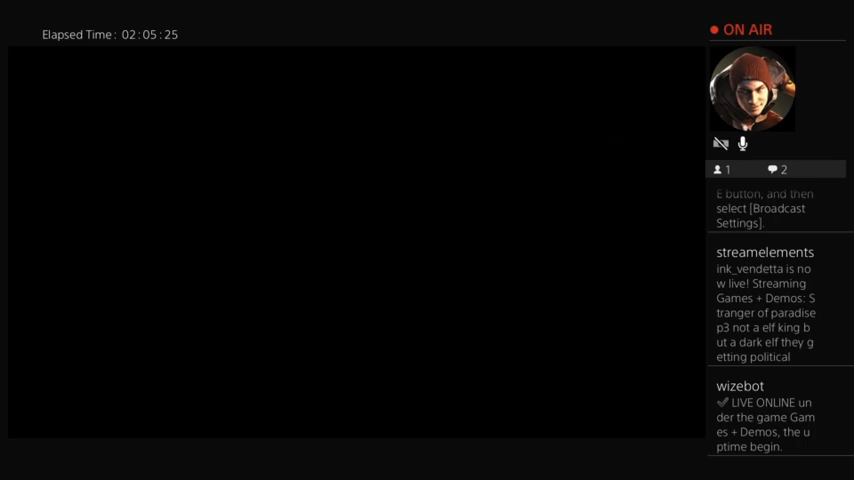 Elapsed Time: 02:05:25
ON AIR
1
2
E button, and then
select [Broadcast
Settings].
streamelements
ink_vendetta is no
w live! Streaming
Games + Demos: S
tranger of paradise
p3 not a elf king b
ut a dark elf they g
etting political
wizebot
✅ LIVE ONLINE un
der the game Gam
es + Demos, the u
ptime begin.